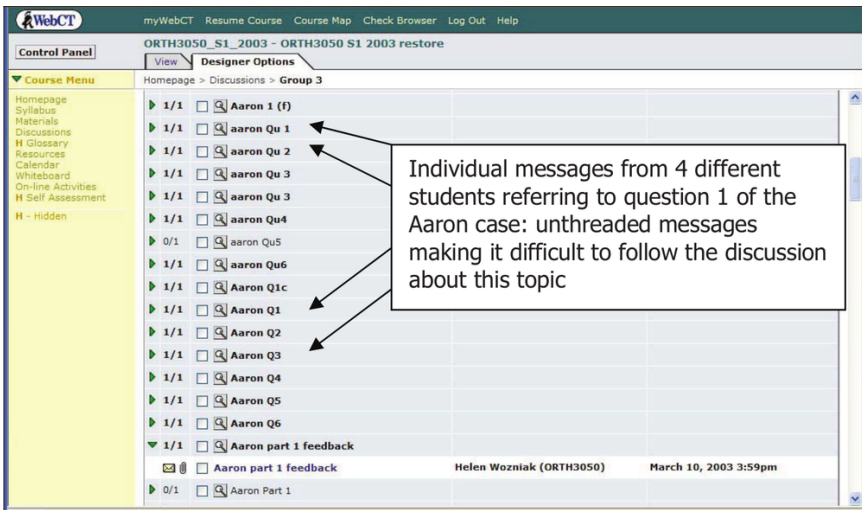 WebCT
myWebCT Resume Course Course Map Check Browser Log Out Help
Control Panel
ORTH3050_S1_2003 - ORTH3050 S1 2003 restore
View Designer Options
Course Menu
Homepage > Discussions > Group 3
Homepage
Syllabus
Materials
Discussions
H Glossary
Resources
Calendar
Whiteboard
On-line Activities
H Self Assessment
H - Hidden
1/1 Aaron 1 (f)
1/1 aaron Qu 1
1/1 aaron Qu 2
1/1 aaron Qu 3
1/1 aaron Qu 3
1/1 aaron Qu4
0/1 aaron Qu5
1/1 aaron Qu6
1/1 Aaron Q1c
1/1 Aaron Q1
1/1 Aaron Q2
1/1 Aaron Q3
1/1 Aaron Q4
1/1 Aaron Q5
1/1 Aaron Q6
1/1 Aaron part 1 feedback
Aaron part 1 feedback Helen Wozniak (ORTH3050) March 10, 2003 3:59pm
0/1 Aaron Part 1
Individual messages from 4 different
students referring to question 1 of the
Aaron case: unthreaded messages
making it difficult to follow the discussion
about this topic